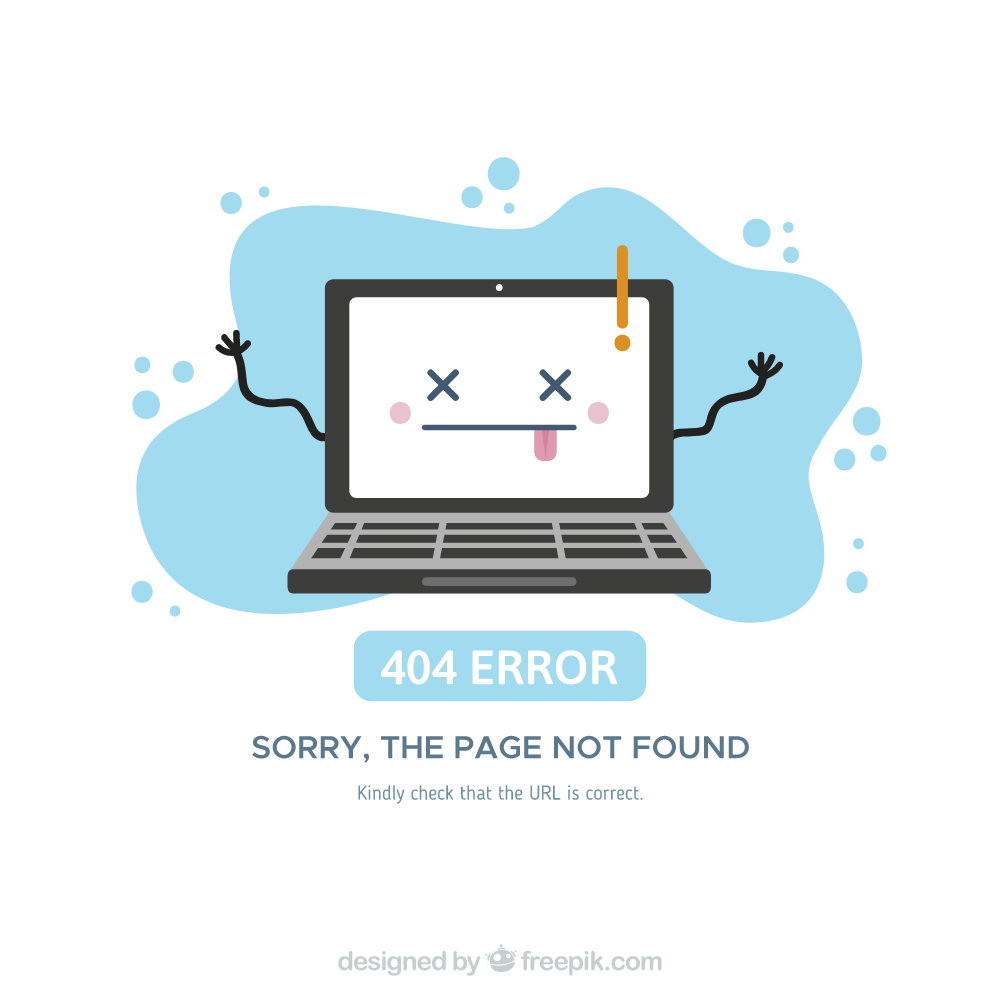 404 ERROR
SORRY, THE PAGE NOT FOUND
Kindly check that the URL is correct.
designed by freepik.com